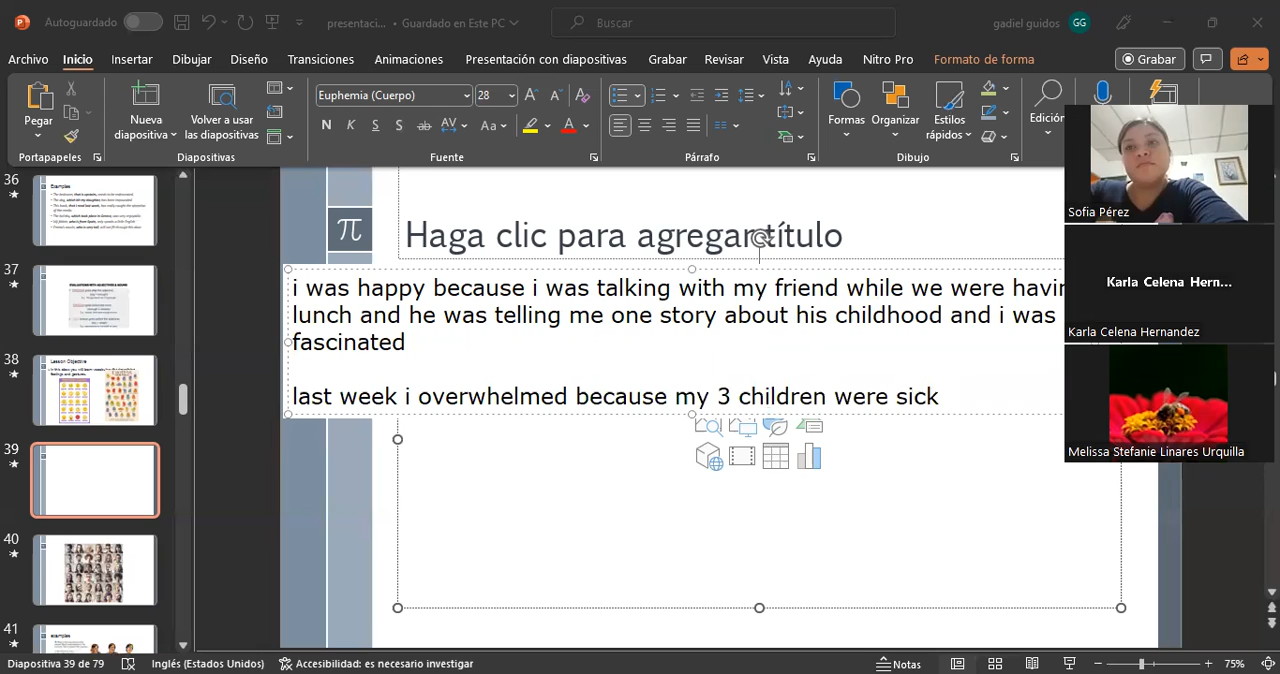 Autoguardado
presentaci... • Guardado en Este PC
Buscar
gadiel guidos
GG
Archivo Inicio Insertar Dibujar Diseño Transiciones Animaciones Presentación con diapositivas Grabar Revisar Vista Ayuda Nitro Pro Formato de forma
Grabar
Euphemia (Cuerpo) 28
Pegar
Nueva diapositiva
Volver a usar las diapositivas
Formas
Organizar
Estilos rápidos
Edición
Portapapeles
Diapositivas
Fuente
Párrafo
Dibujo
36
Examples
37
38
Lesson Objective
39
40
41
examples
π
Haga clic para agregar título
i was happy because i was talking with my friend while we were havin
lunch and he was telling me one story about his childhood and i was
fascinated
last week i overwhelmed because my 3 children were sick
Sofia Pérez
Karla Celena Hern...
Karla Celena Hernandez
Melissa Stefanie Linares Urquilla
Diapositiva 39 de 79
Inglés (Estados Unidos)
Accesibilidad: es necesario investigar
Notas
75%